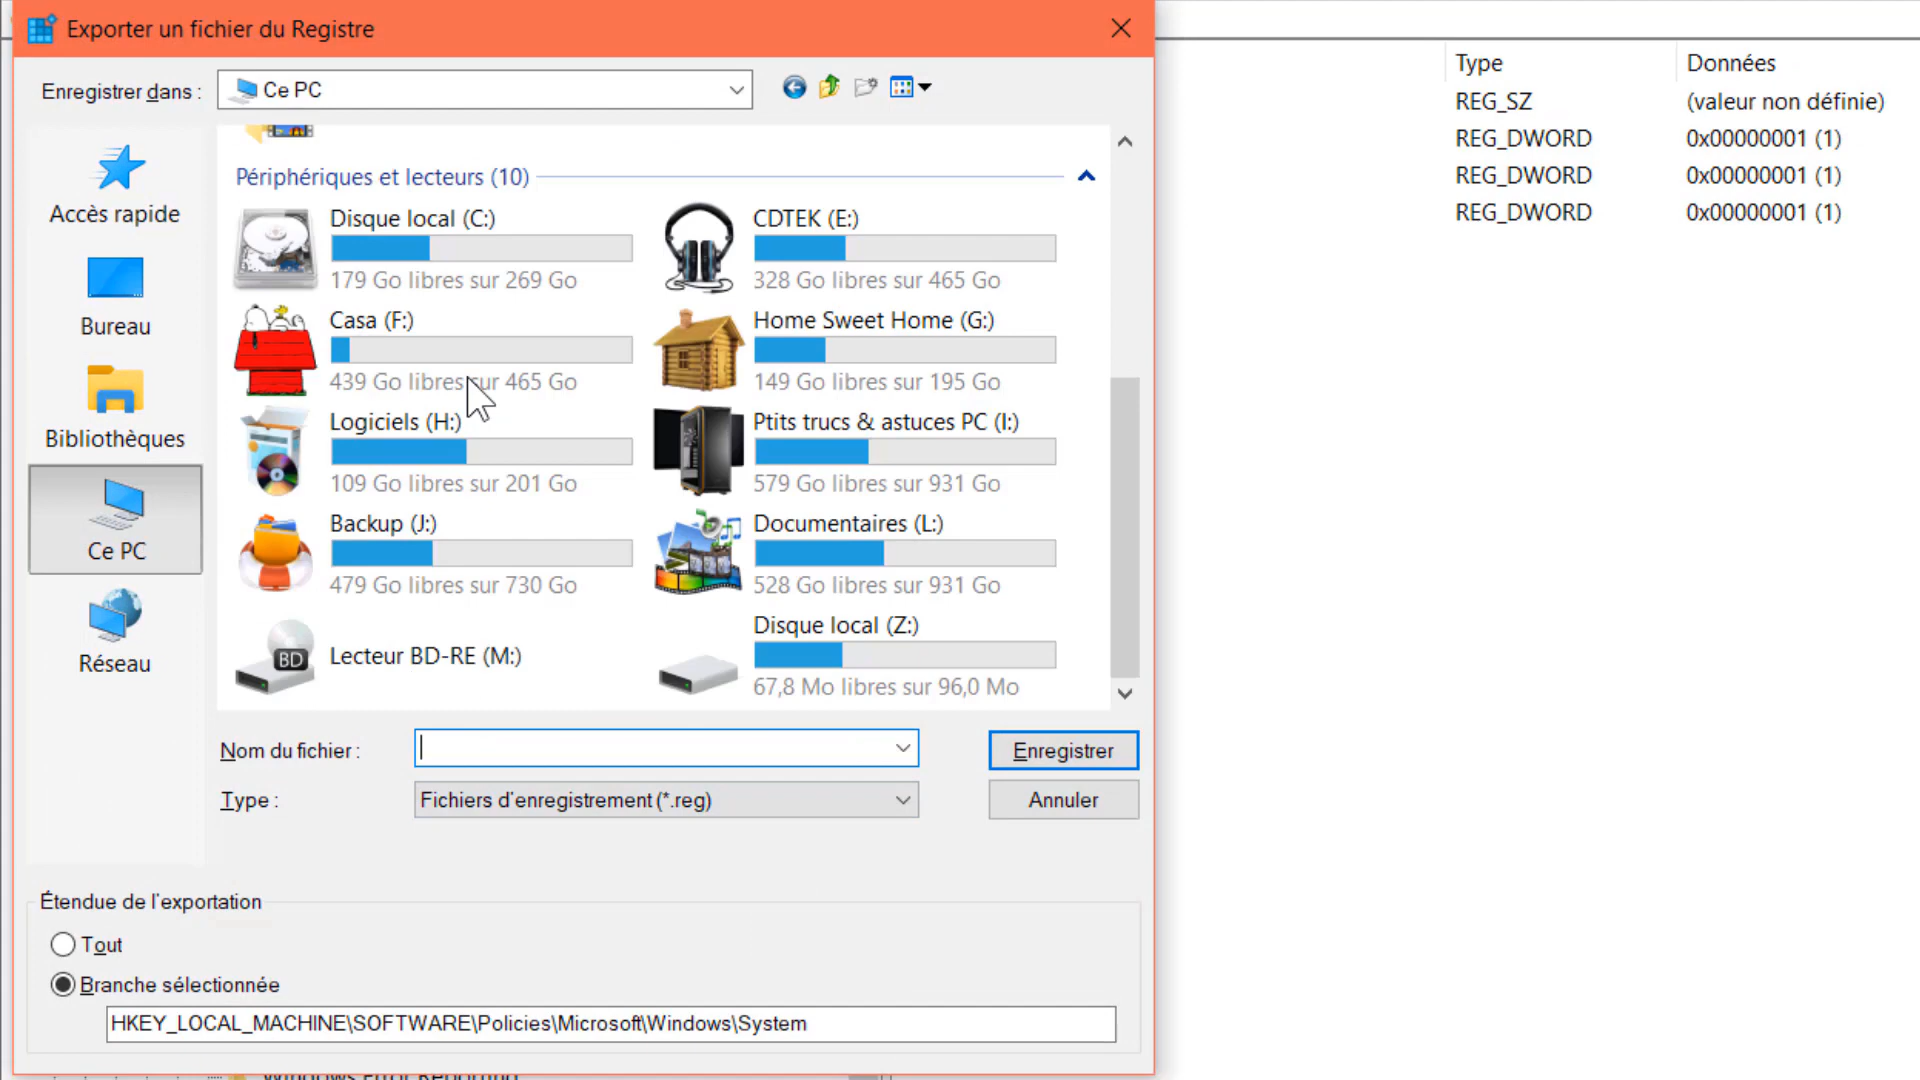 Exporter un fichier du Registre
Enregistrer dans :
Ce PC
Type
Données
REG_SZ
(valeur non définie)
REG_DWORD
0x00000001 (1)
REG_DWORD
0x00000001 (1)
REG_DWORD
0x00000001 (1)
Accès rapide
Bureau
Bibliothèques
Ce PC
Réseau
Périphériques et lecteurs (10)
Disque local (C:)
179 Go libres sur 269 Go
CDTEK (E:)
328 Go libres sur 465 Go
Casa (F:)
439 Go libres sur 465 Go
Home Sweet Home (G:)
149 Go libres sur 195 Go
Logiciels (H:)
109 Go libres sur 201 Go
Ptits trucs & astuces PC (I:)
579 Go libres sur 931 Go
Backup (J:)
479 Go libres sur 730 Go
Documentaires (L:)
528 Go libres sur 931 Go
BD
Lecteur BD-RE (M:)
Disque local (Z:)
67,8 Mo libres sur 96,0 Mo
Nom du fichier :
Enregistrer
Type :
Fichiers d'enregistrement (*.reg)
Annuler
Étendue de l'exportation
Tout
Branche sélectionnée
HKEY_LOCAL_MACHINE\SOFTWARE\Policies\Microsoft\Windows\System
Windows Error Reporting